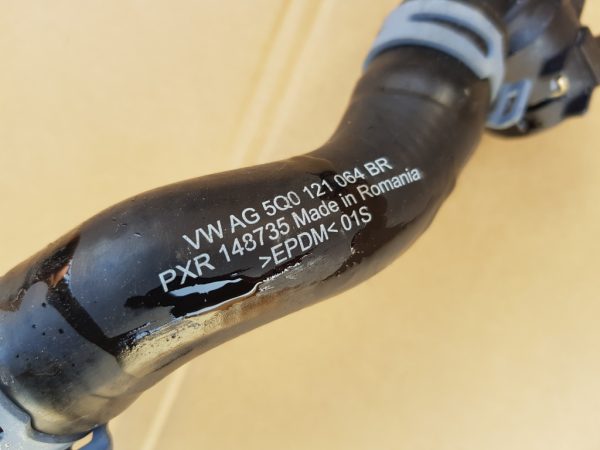 VW AG 5Q0 121 064 BR
PXR 148735 Made in Romania
>EPDM< 01S